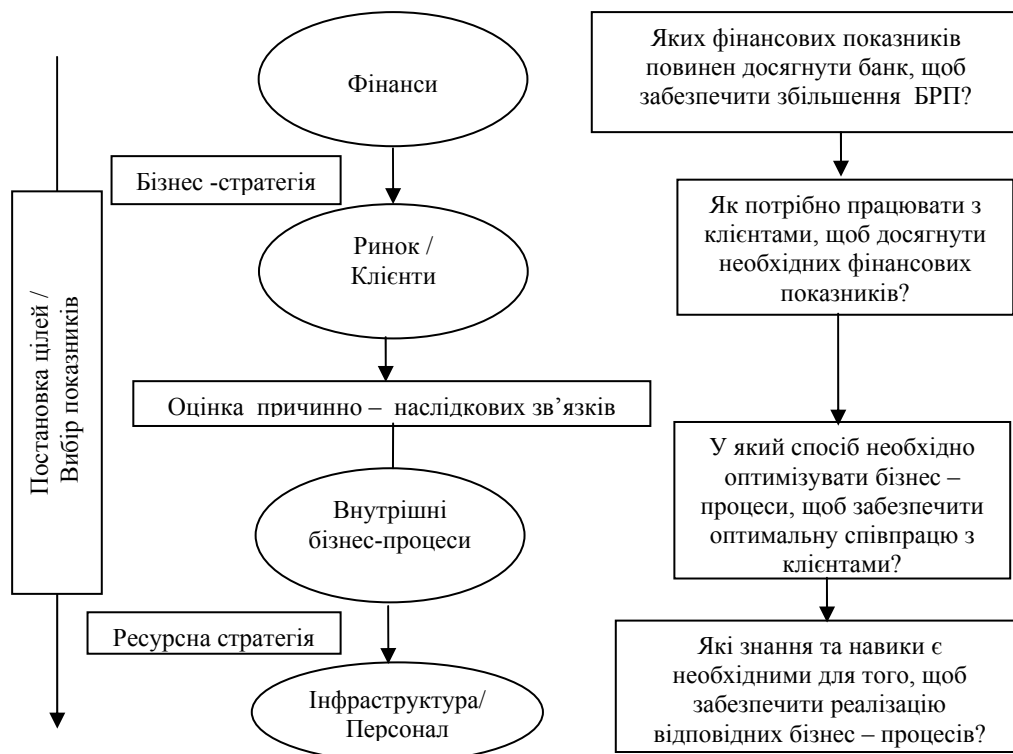 Фінанси
Яких фінансових показників
повинен досягнути банк, щоб
забезпечити збільшення БРП?
Бізнес -стратегія
Ринок /
Клієнти
Як потрібно працювати з
клієнтами, щоб досягнути
необхідних фінансових
показників?
Постановка цілей /
Вибір показників
Оцінка причинно – наслідкових зв’язків
Внутрішні
бізнес-процеси
У який спосіб необхідно
оптимізувати бізнес –
процеси, щоб забезпечити
оптимальну співпрацю з
клієнтами?
Ресурсна стратегія
Інфраструктура/
Персонал
Які знання та навики є
необхідними для того, щоб
забезпечити реалізацію
відповідних бізнес – процесів?